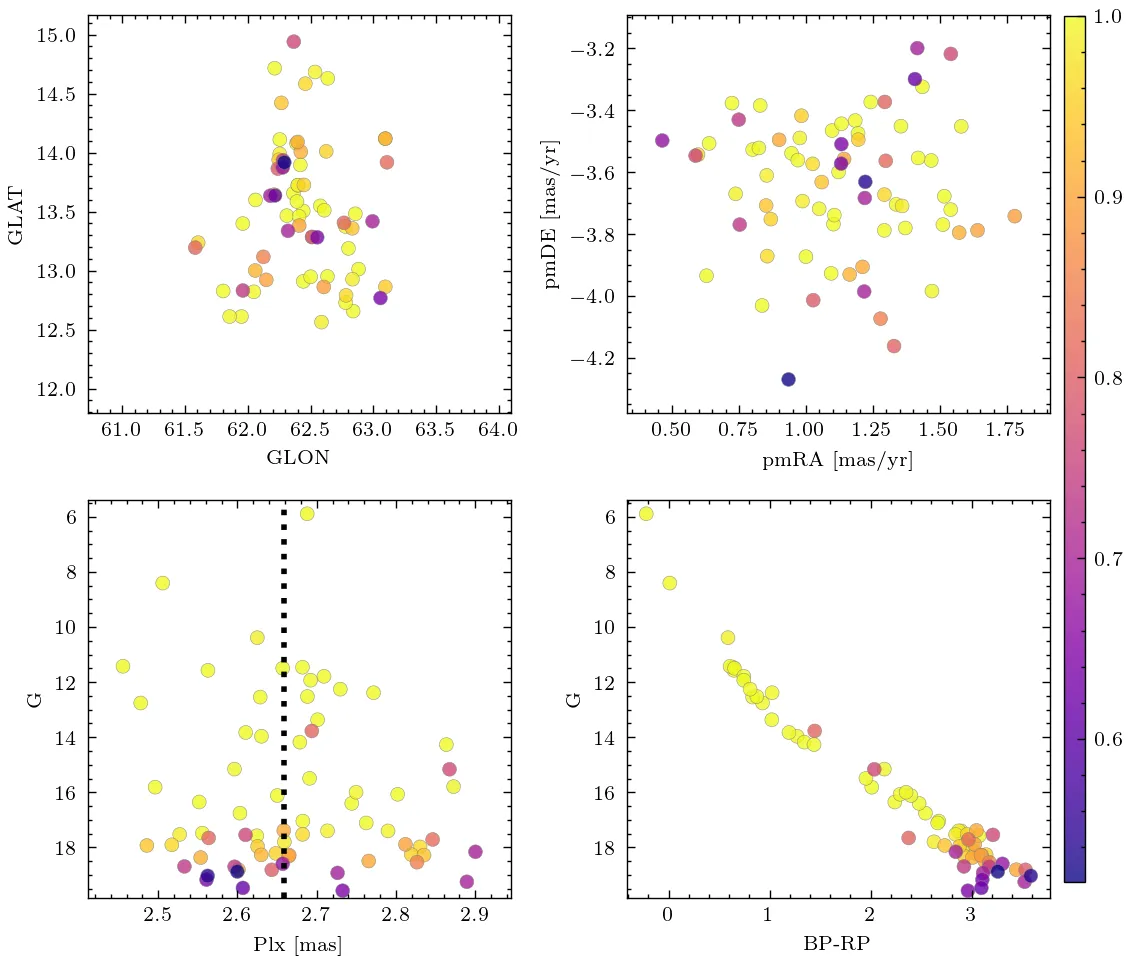 15.0
14.5
14.0
13.5
13.0
12.5
12.0
GLAT
61.0 61.5 62.0 62.5 63.0 63.5 64.0
GLON
−3.2
−3.4
−3.6
−3.8
−4.0
−4.2
pmDE [mas/yr]
0.50 0.75 1.00 1.25 1.50 1.75
pmRA [mas/yr]
6
8
10
12
14
16
18
G
2.5 2.6 2.7 2.8 2.9
Plx [mas]
6
8
10
12
14
16
18
G
0 1 2 3
BP-RP
1.0
0.9
0.8
0.7
0.6